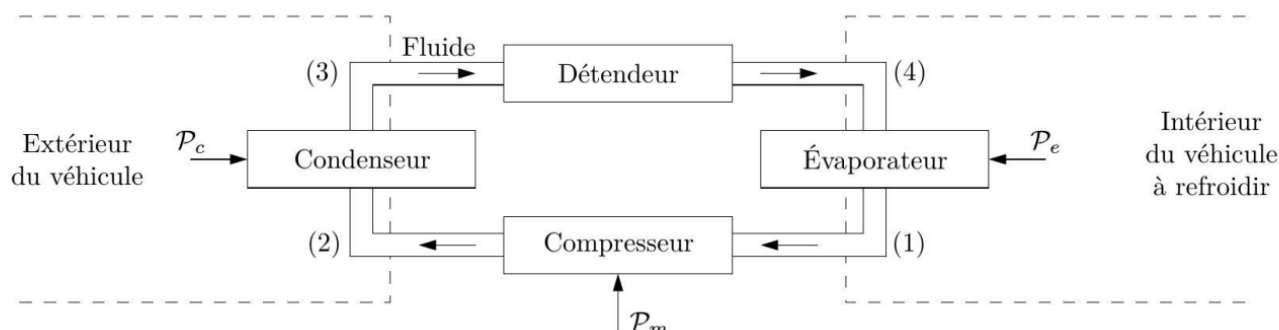 Fluide
(3)
Détendeur
(4)
Extérieur
du véhicule
𝒫c
Condenseur
Évaporateur
𝒫e
Intérieur
du véhicule
à refroidir
(2)
Compresseur
(1)
𝒫m